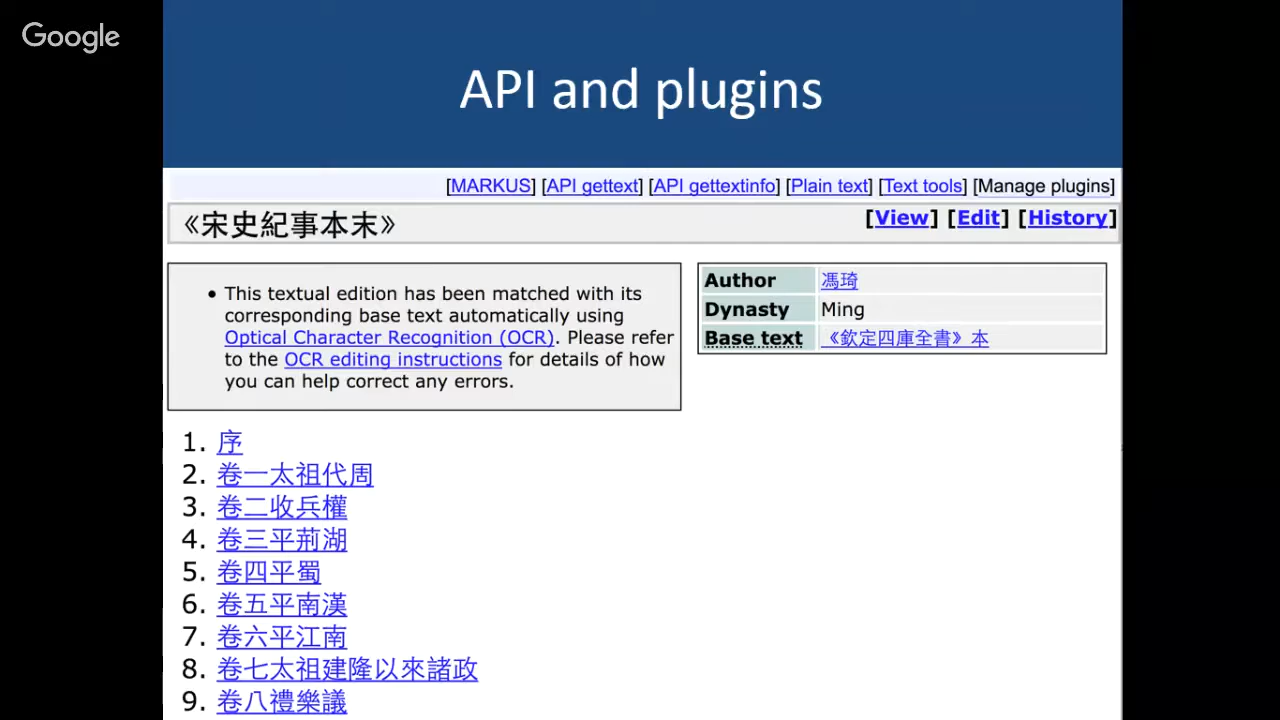 Google
API and plugins
[MARKUS] [API gettext] [API gettextinfo] [Plain text] [Text tools] [Manage plugins]
《宋史紀事本末》
[View] [Edit] [History]
• This textual edition has been matched with its
corresponding base text automatically using
Optical Character Recognition (OCR). Please refer
to the OCR editing instructions for details of how
you can help correct any errors.
Author 馮琦
Dynasty Ming
Base text 《欽定四庫全書》本
1. 序
2. 卷一太祖代周
3. 卷二收兵權
4. 卷三平荊湖
5. 卷四平蜀
6. 卷五平南漢
7. 卷六平江南
8. 卷七太祖建隆以來諸政
9. 卷八禮樂議